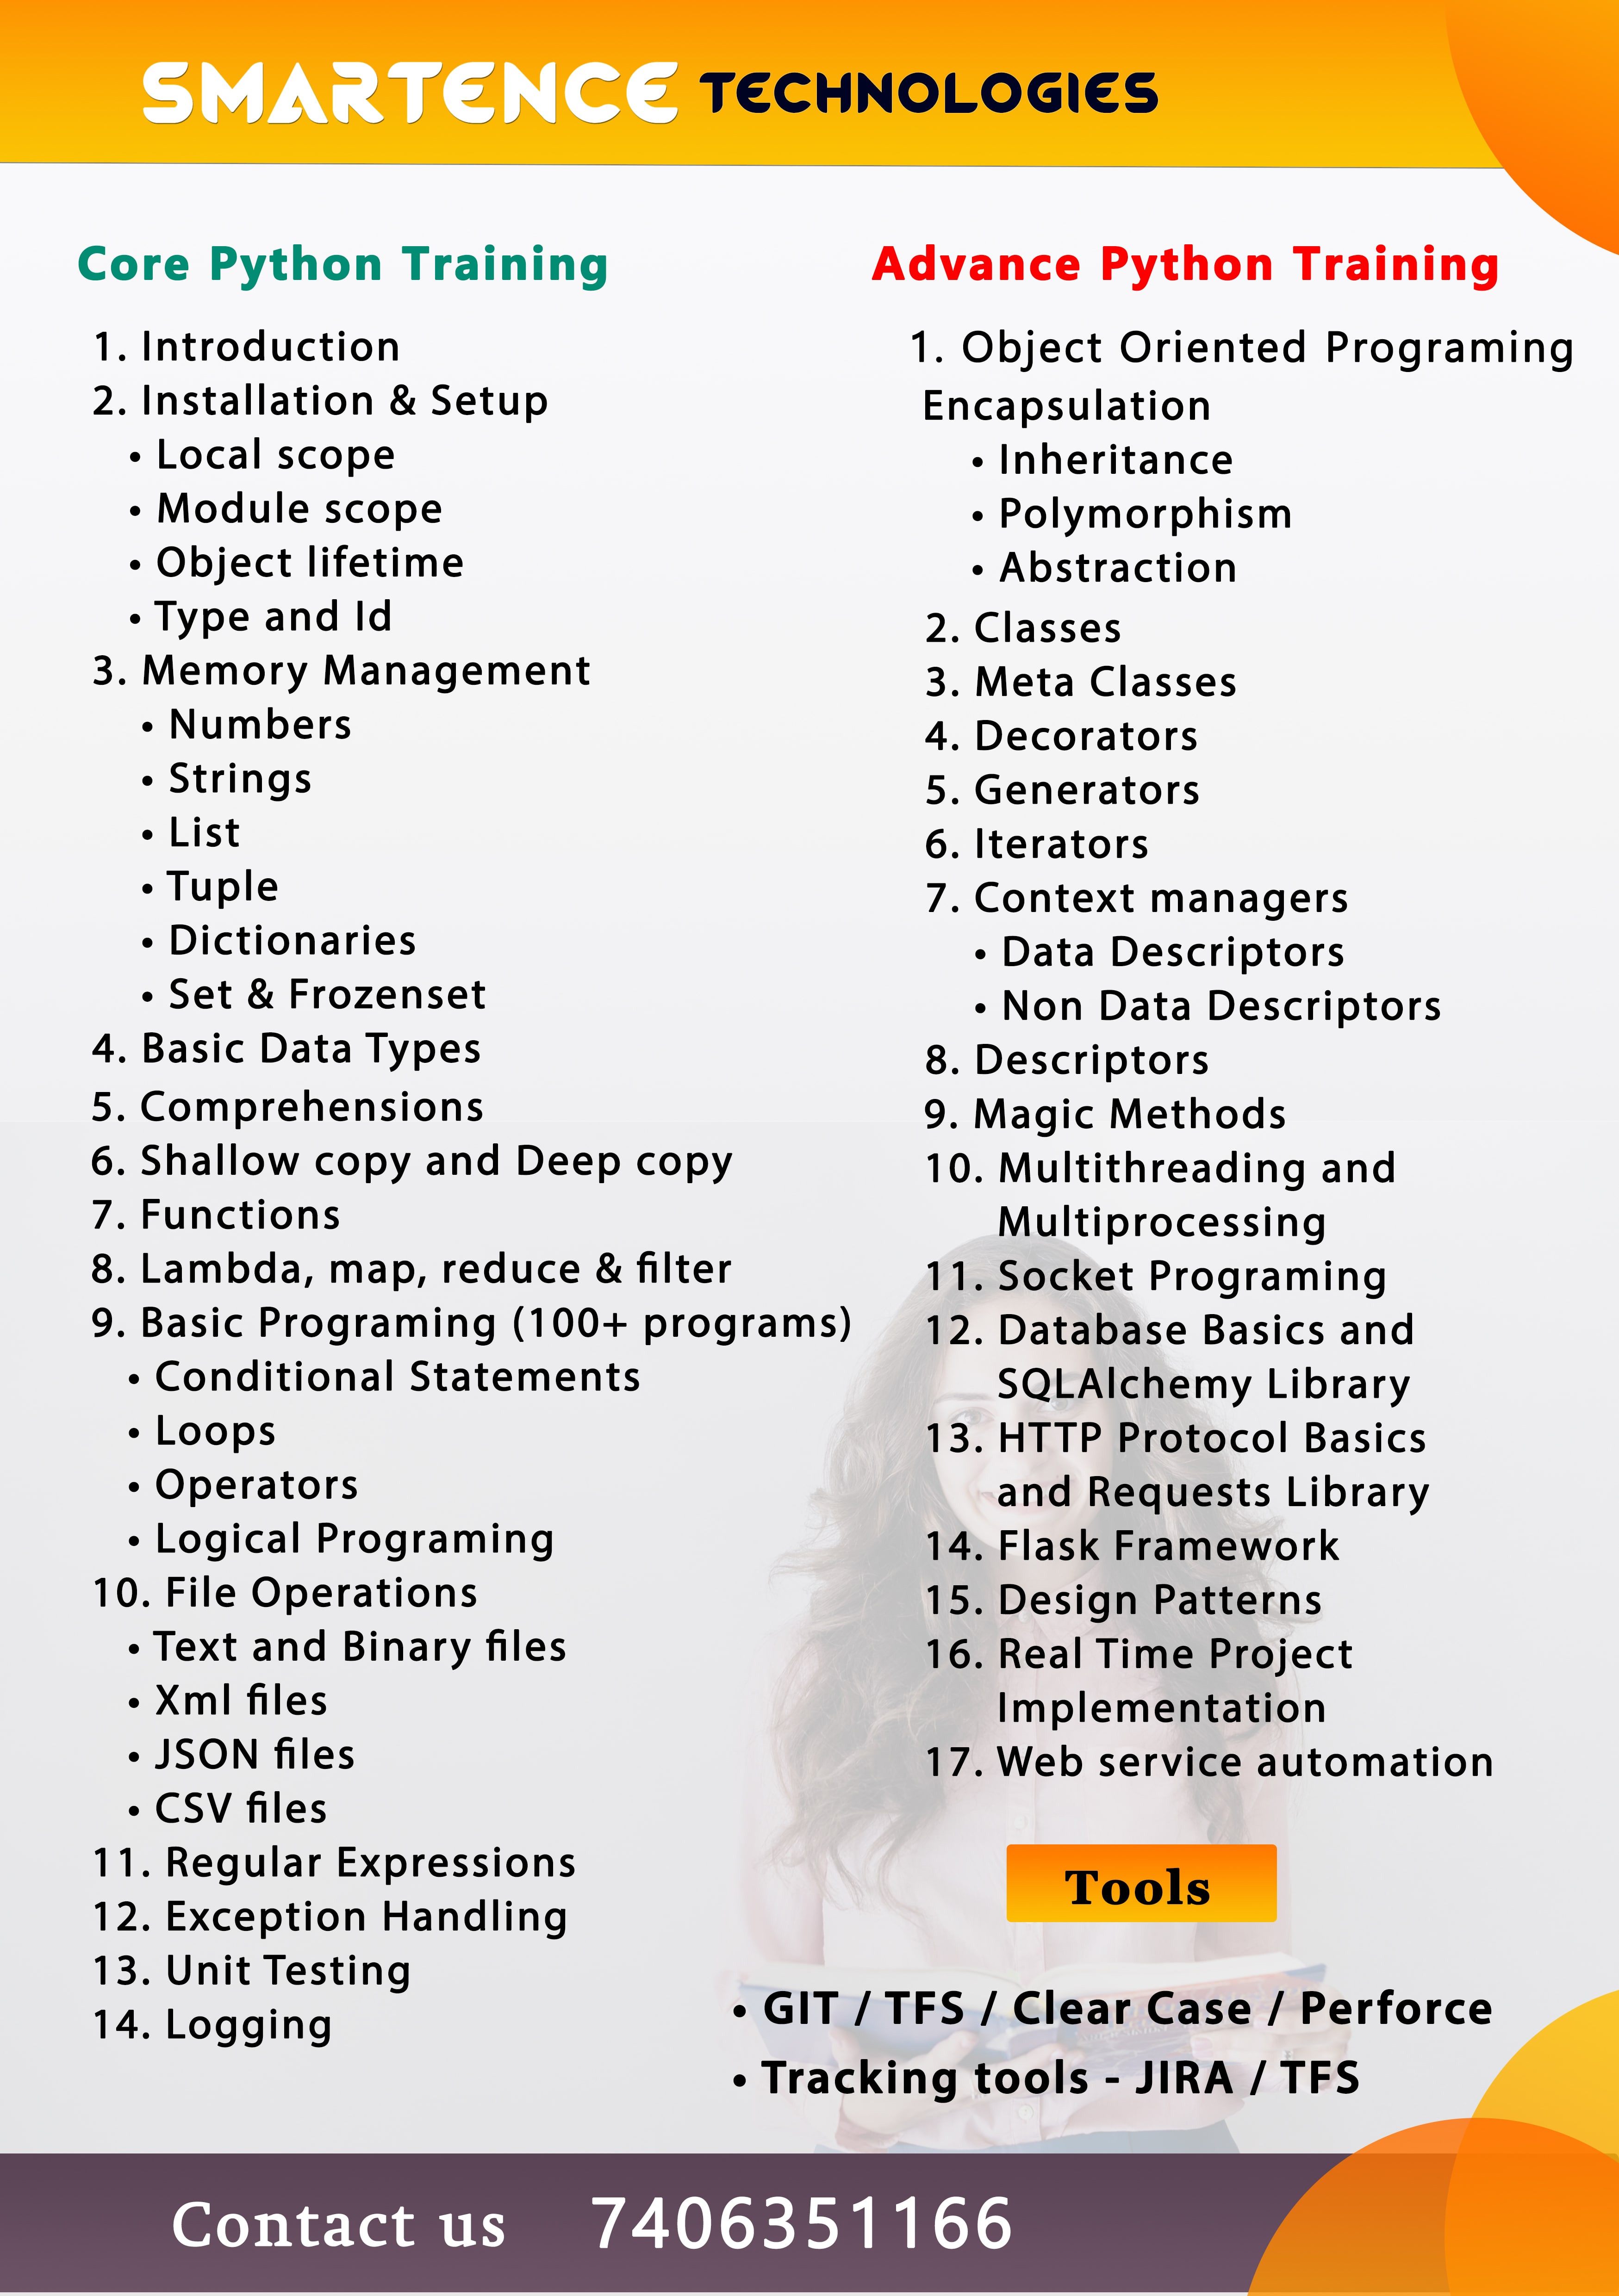 SMARTENCE TECHNOLOGIES
Core Python Training
1. Introduction
2. Installation & Setup
• Local scope
• Module scope
• Object lifetime
• Type and Id
3. Memory Management
• Numbers
• Strings
• List
• Tuple
• Dictionaries
• Set & Frozenset
4. Basic Data Types
5. Comprehensions
6. Shallow copy and Deep copy
7. Functions
8. Lambda, map, reduce & filter
9. Basic Programing (100+ programs)
• Conditional Statements
• Loops
• Operators
• Logical Programing
10. File Operations
• Text and Binary files
• Xml files
• JSON files
• CSV files
11. Regular Expressions
12. Exception Handling
13. Unit Testing
14. Logging
Advance Python Training
1. Object Oriented Programing
Encapsulation
• Inheritance
• Polymorphism
• Abstraction
2. Classes
3. Meta Classes
4. Decorators
5. Generators
6. Iterators
7. Context managers
• Data Descriptors
• Non Data Descriptors
8. Descriptors
9. Magic Methods
10. Multithreading and
Multiprocessing
11. Socket Programing
12. Database Basics and
SQLAlchemy Library
13. HTTP Protocol Basics
and Requests Library
14. Flask Framework
15. Design Patterns
16. Real Time Project
Implementation
17. Web service automation
Tools
• GIT / TFS / Clear Case / Perforce
• Tracking tools - JIRA / TFS
Contact us 7406351166